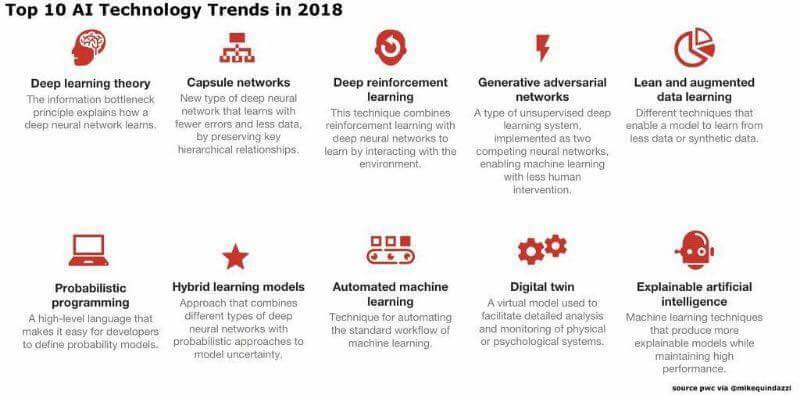 Top 10 AI Technology Trends in 2018
Deep learning theory
The information bottleneck
principle explains how a
deep neural network learns.
Capsule networks
New type of deep neural
network that learns with
fewer errors and less data,
by preserving key
hierarchical relationships.
Deep reinforcement
learning
This technique combines
reinforcement learning with
deep neural networks to
learn by interacting with the
environment.
Generative adversarial
networks
A type of unsupervised deep
learning system,
implemented as two
competing neural networks,
enabling machine learning
with less human
intervention.
Lean and augmented
data learning
Different techniques that
enable a model to learn from
less data or synthetic data.
Probabilistic
programming
A high-level language that
makes it easy for developers
to define probability models.
Hybrid learning models
Approach that combines
different types of deep
neural networks with
probabilistic approaches to
model uncertainty.
Automated machine
learning
Technique for automating
the standard workflow of
machine learning.
Digital twin
A virtual model used to
facilitate detailed analysis
and monitoring of physical
or psychological systems.
Explainable artificial
intelligence
Machine learning techniques
that produce more
explainable models while
maintaining high
performance.
source pwc via @mikequindazzi